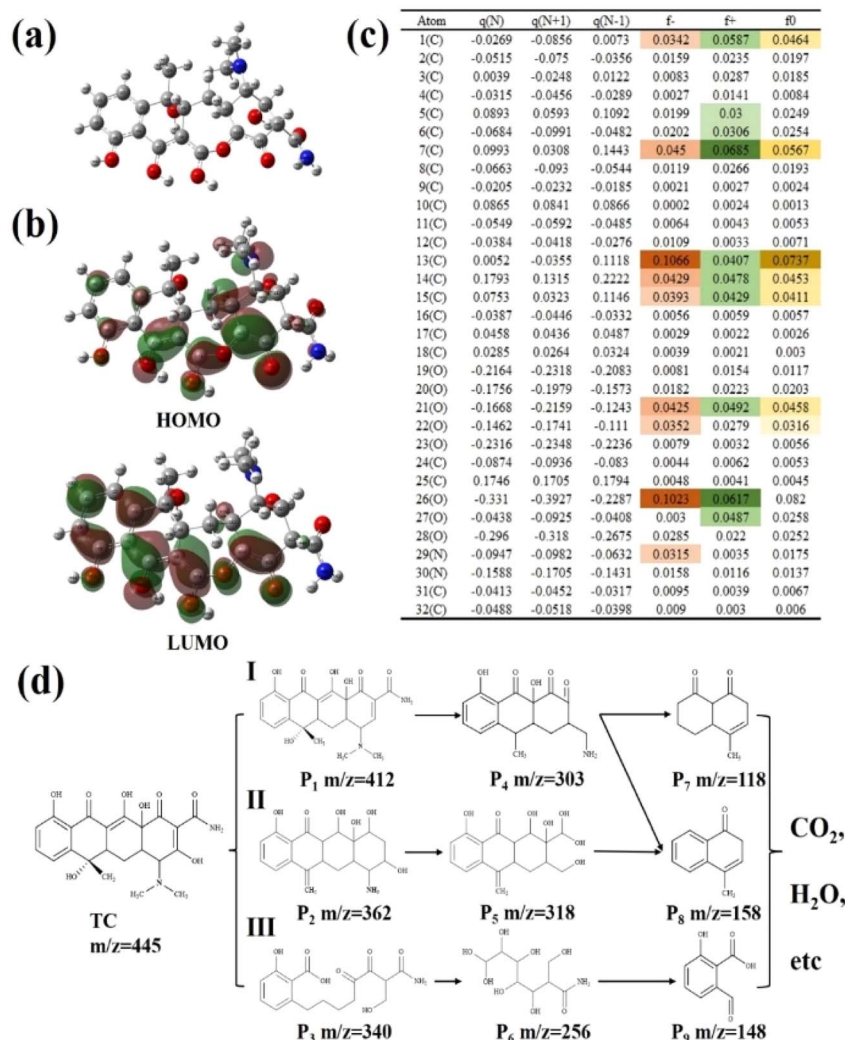 (a)
(b)
HOMO
LUMO
(c)
Atom q(N) q(N+1) q(N-1) f- f+ f0
1(C) -0.0269 -0.0856 0.0073 0.0342 0.0587 0.0464
2(C) -0.0515 -0.075 -0.0356 0.0159 0.0235 0.0197
3(C) 0.0039 -0.0248 0.0122 0.0083 0.0287 0.0185
4(C) -0.0315 -0.0456 -0.0289 0.0027 0.0141 0.0084
5(C) 0.0893 0.0593 0.1092 0.0199 0.03 0.0249
6(C) -0.0684 -0.0991 -0.0482 0.0202 0.0306 0.0254
7(C) 0.0993 0.0308 0.1443 0.045 0.0685 0.0567
8(C) -0.0663 -0.093 -0.0544 0.0119 0.0266 0.0193
9(C) -0.0205 -0.0232 -0.0185 0.0021 0.0027 0.0024
10(C) 0.0865 0.0841 0.0866 0.0002 0.0024 0.0013
11(C) -0.0549 -0.0592 -0.0485 0.0064 0.0043 0.0053
12(C) -0.0384 -0.0418 -0.0276 0.0109 0.0033 0.0071
13(C) 0.0052 -0.0355 0.1118 0.1066 0.0407 0.0737
14(C) 0.1793 0.1315 0.2222 0.0429 0.0478 0.0453
15(C) 0.0753 0.0323 0.1146 0.0393 0.0429 0.0411
16(C) -0.0387 -0.0446 -0.0332 0.0056 0.0059 0.0057
17(C) 0.0458 0.0436 0.0487 0.0029 0.0022 0.0026
18(C) 0.0285 0.0264 0.0324 0.0039 0.0021 0.003
19(O) -0.2164 -0.2318 -0.2083 0.0081 0.0154 0.0117
20(O) -0.1756 -0.1979 -0.1573 0.0182 0.0223 0.0203
21(O) -0.1668 -0.2159 -0.1243 0.0425 0.0492 0.0458
22(O) -0.1462 -0.1741 -0.111 0.0352 0.0279 0.0316
23(O) -0.2316 -0.2348 -0.2236 0.0079 0.0032 0.0056
24(C) -0.0874 -0.0936 -0.083 0.0044 0.0062 0.0053
25(C) 0.1746 0.1705 0.1794 0.0048 0.0041 0.0045
26(O) -0.331 -0.3927 -0.2287 0.1023 0.0617 0.082
27(O) -0.0438 -0.0925 -0.0408 0.003 0.0487 0.0258
28(O) -0.296 -0.318 -0.2675 0.0285 0.022 0.0252
29(N) -0.0947 -0.0982 -0.0632 0.0315 0.0035 0.0175
30(N) -0.1588 -0.1705 -0.1431 0.0158 0.0116 0.0137
31(C) -0.0413 -0.0452 -0.0317 0.0095 0.0039 0.0067
32(C) -0.0488 -0.0518 -0.0398 0.009 0.003 0.006
(d)
TC
m/z=445
I
P1 m/z=412
P4 m/z=303
P7 m/z=118
II
P2 m/z=362
P5 m/z=318
P8 m/z=158
III
P3 m/z=340
P6 m/z=256
P9 m/z=148
CO2,
H2O,
etc